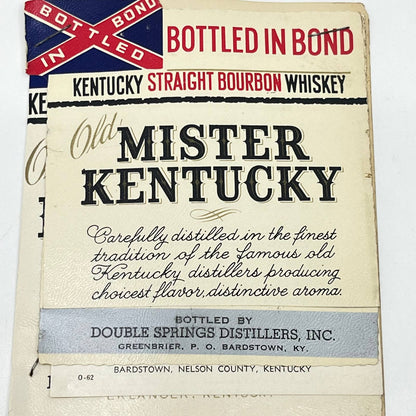 BOTTLED IN BOND
BOTTLED IN BOND
KENTUCKY STRAIGHT BOURBON WHISKEY
Old
MISTER
KENTUCKY
Carefully distilled in the finest
tradition of the famous old
Kentucky distillers producing
choicest flavor, distinctive aroma.
BOTTLED BY
DOUBLE SPRINGS DISTILLERS, INC.
GREENBRIER, P. O. BARDSTOWN, KY.
BARDSTOWN, NELSON COUNTY, KENTUCKY
O-62
ERLANGER, KENTUCKY